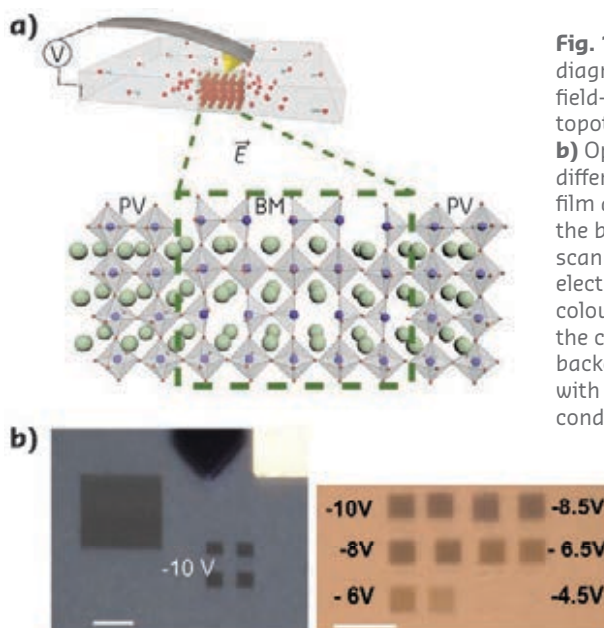 a)
V
E
PV BM PV
Fig.
diagr
field-
topot
b) Op
differ
film
the b
scan
electr
colou
the c
back
with
cond
b)
-10 V
-10V -8.5V
-8V - 6.5V
- 6V -4.5V